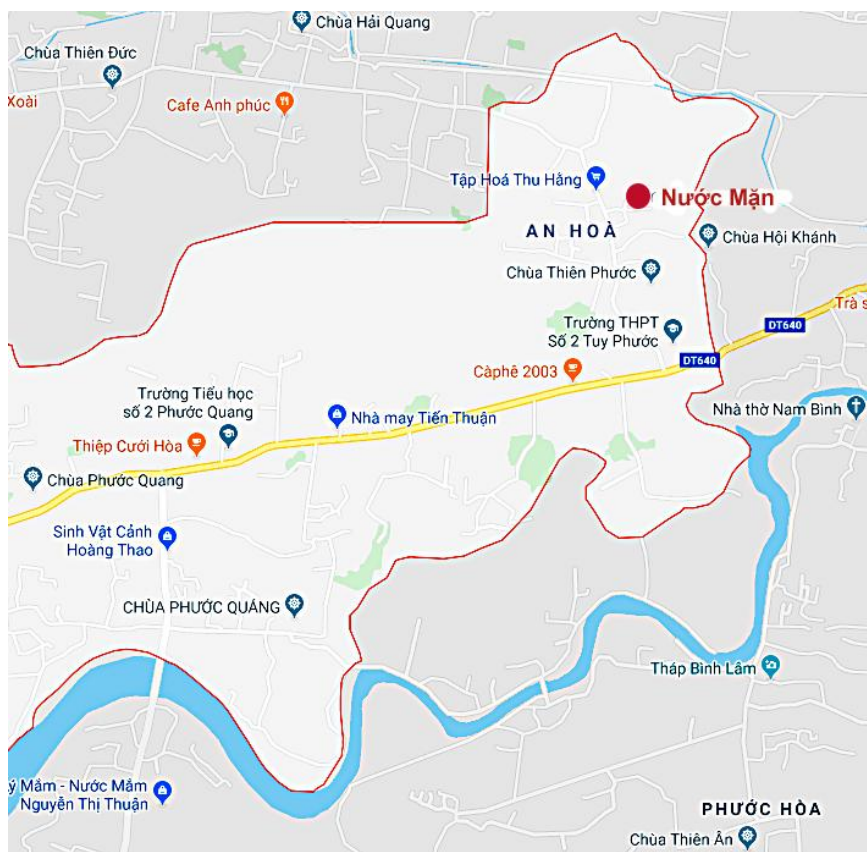 Chùa Hải Quang
Chùa Thiên Đức
Xoài
Cafe Anh phúc
Tập Hoá Thu Hằng
Nước Mặn
AN HOÀ
Chùa Hội Khánh
Chùa Thiên Phước
Trà s
Trường THPT
Số 2 Tuy Phước
DT640
DT640
Càphê 2003
Trường Tiểu học
số 2 Phước Quang
Nhà thờ Nam Bình
Nhà may Tiến Thuận
Thiệp Cưới Hòa
Chùa Phước Quang
Sinh Vật Cảnh
Hoàng Thao
CHÙA PHƯỚC QUẢNG
Tháp Bình Lâm
ý Mắm - Nước Mắm
Nguyễn Thị Thuận
PHƯỚC HÒA
Chùa Thiên Ân